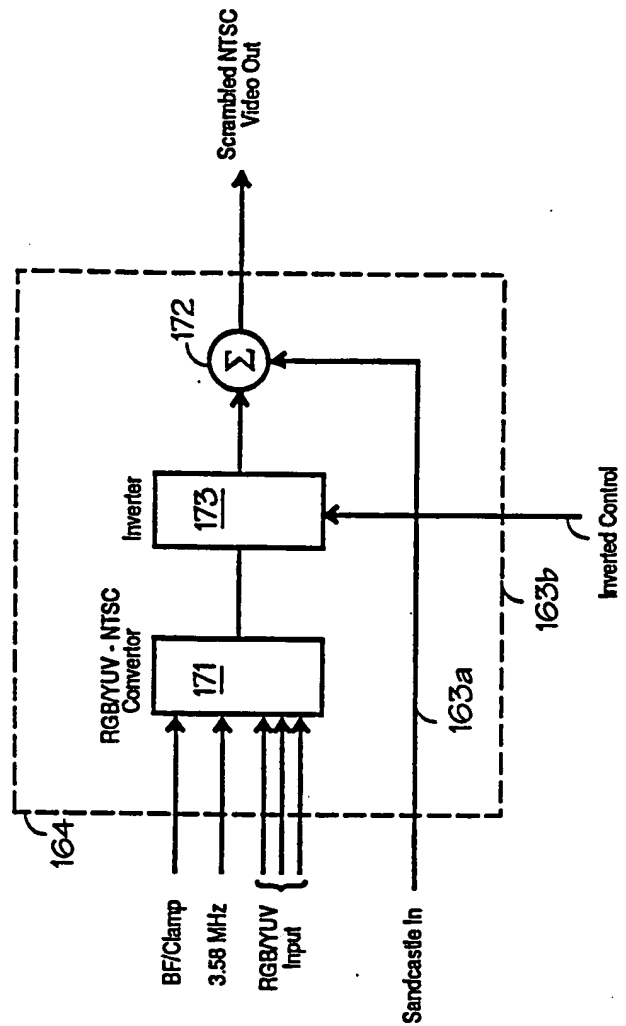 Scrambled NTSC
Video Out
172
Σ
Inverter
173
RGB/YUV - NTSC
Convertor
171
164
BF/Clamp
3.58 MHz
RGB/YUV
Input
Sandcastle In
163a
163b
Inverted Control